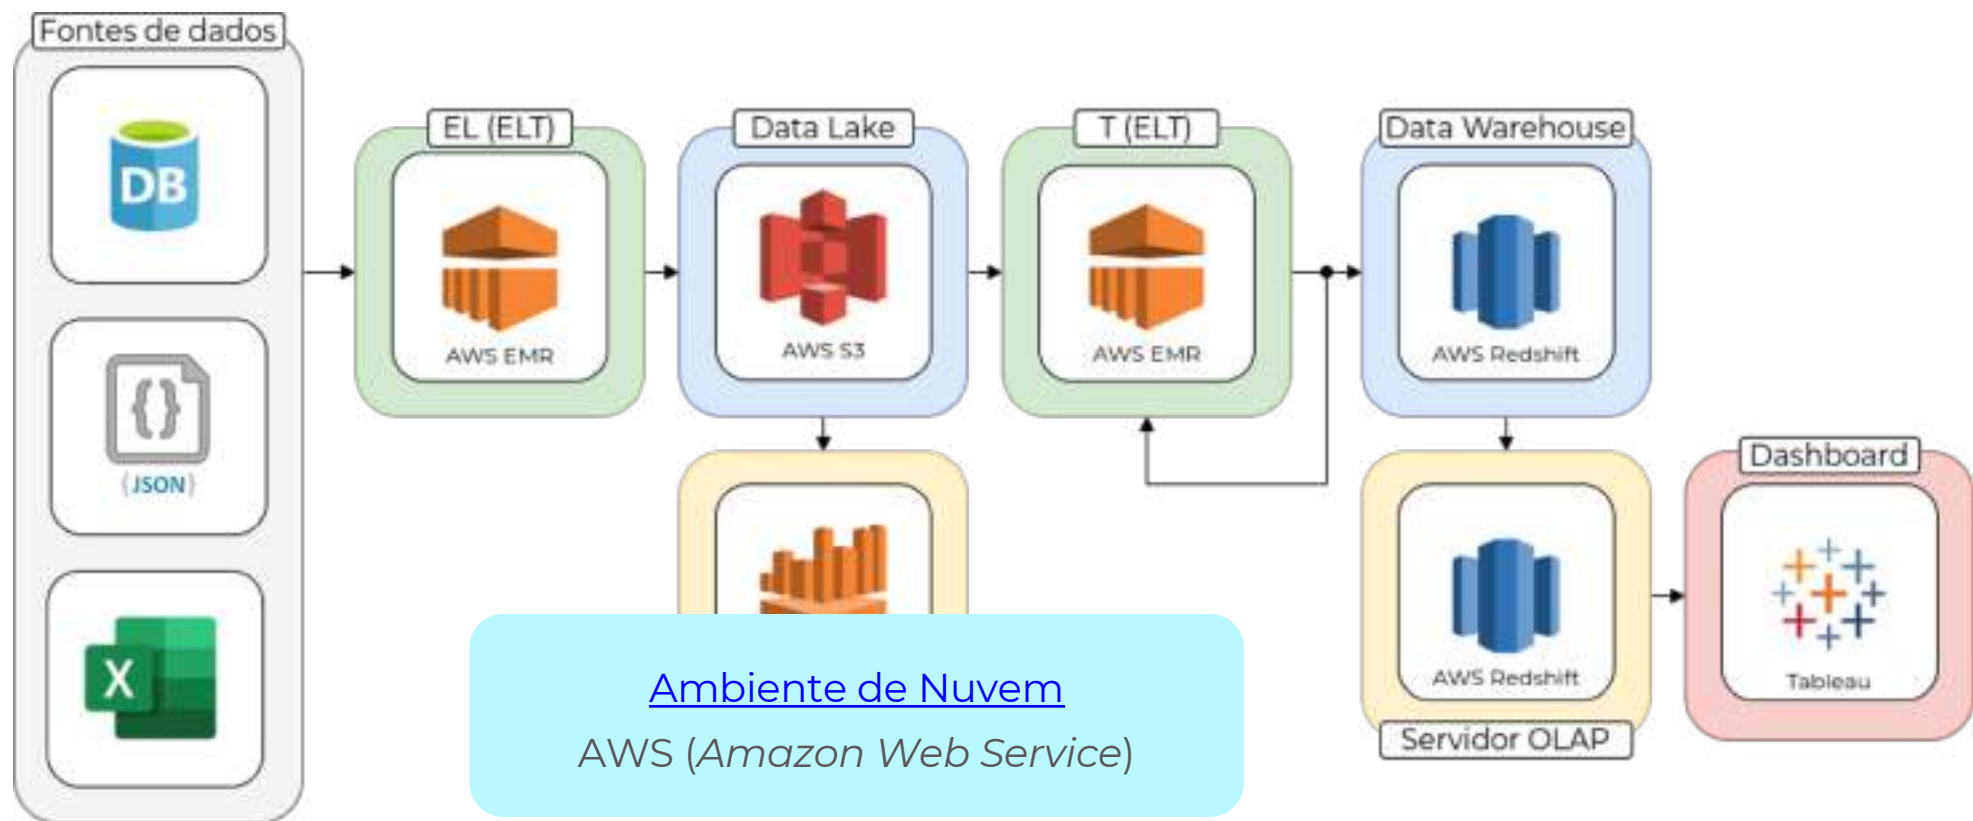 Fontes de dados
DB
{}
{JSON}
X
EL (ELT)
AWS EMR
Data Lake
AWS S3
T (ELT)
AWS EMR
Data Warehouse
AWS Redshift
AWS Redshift
Servidor OLAP
Dashboard
Tableau
Ambiente de Nuvem
AWS (Amazon Web Service)